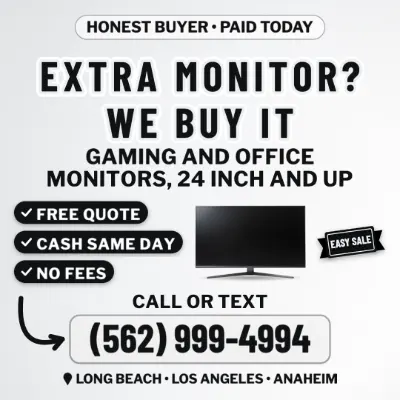 HONEST BUYER • PAID TODAY
EXTRA MONITOR?
WE BUY IT
GAMING AND OFFICE
MONITORS, 24 INCH AND UP
FREE QUOTE
CASH SAME DAY
NO FEES
EASY SALE
CALL OR TEXT
(562) 999-4994
LONG BEACH • LOS ANGELES • ANAHEIM